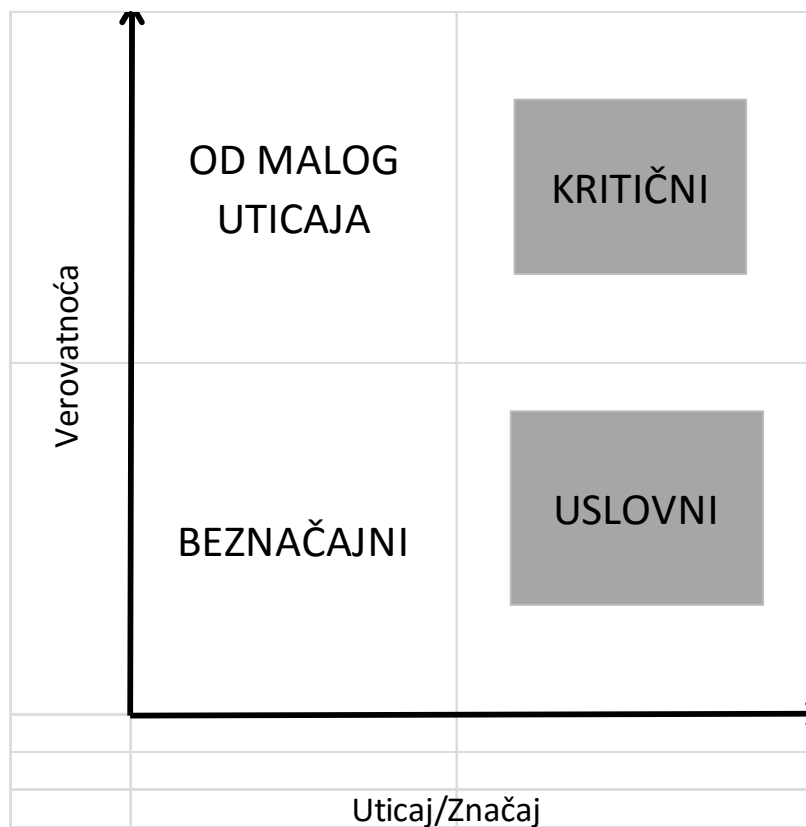 OD MALOG
UTICAJA
KRITIČNI
Verovatnoća
BEZNAČAJNI
USLOVNI
Uticaj/Značaj